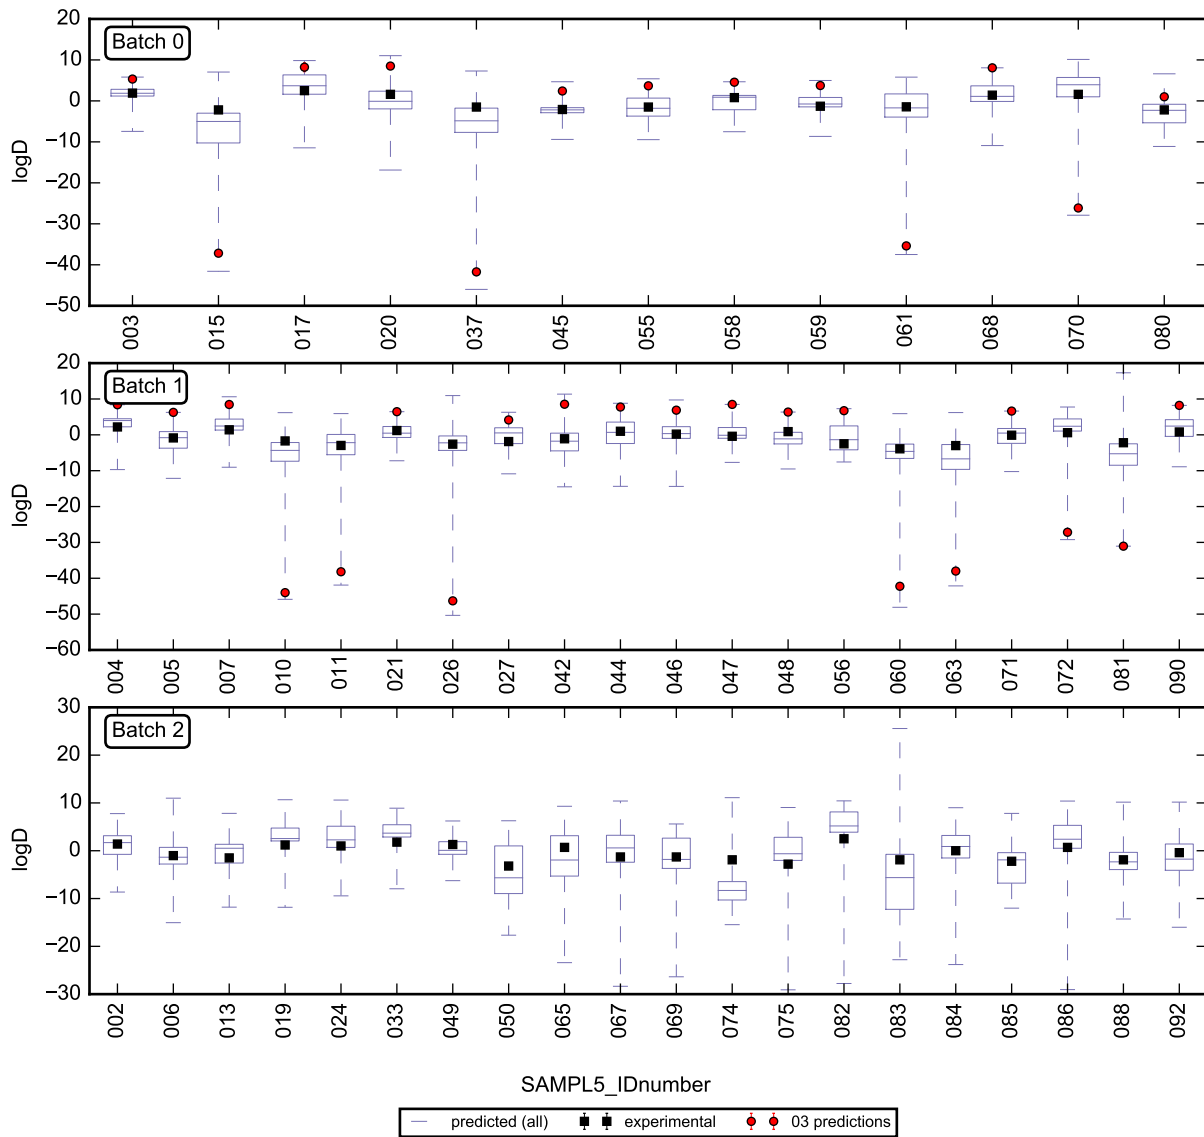 20
Batch 0
10
0
−10
−20
−30
−40
−50
logD
003 015 017 020 037 045 055 058 059 061 068 070 080
20
Batch 1
10
0
−10
−20
−30
−40
−50
−60
logD
004 005 007 010 011 021 026 027 042 044 046 047 048 056 060 063 071 072 081 090
30
Batch 2
20
10
0
−10
−20
−30
logD
002 006 013 019 024 033 049 050 065 067 069 074 075 082 083 084 085 086 088 092
SAMPL5_IDnumber
predicted (all) experimental 03 predictions